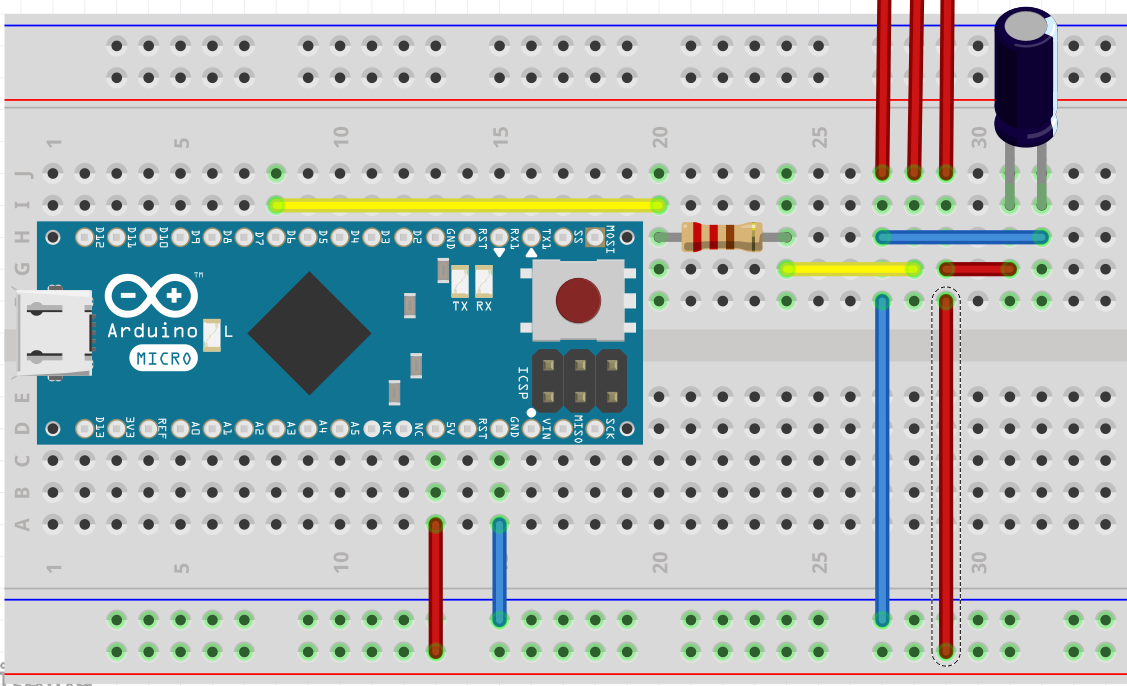 1 5 10 15 20 25 30
J
I
H
G
D12 D11 D10 D9 D8 D7 D6 D5 D4 D3 D2 GND RST RX1 TX1 SS MOSI
TM
TX RX
Arduino L
MICRO
ICSP
E
D
D13 3V3 REF A0 A1 A2 A3 A4 A5 NC NC 5V RST GND VIN MISO SCK
C
B
A
1 5 10 20 25 30